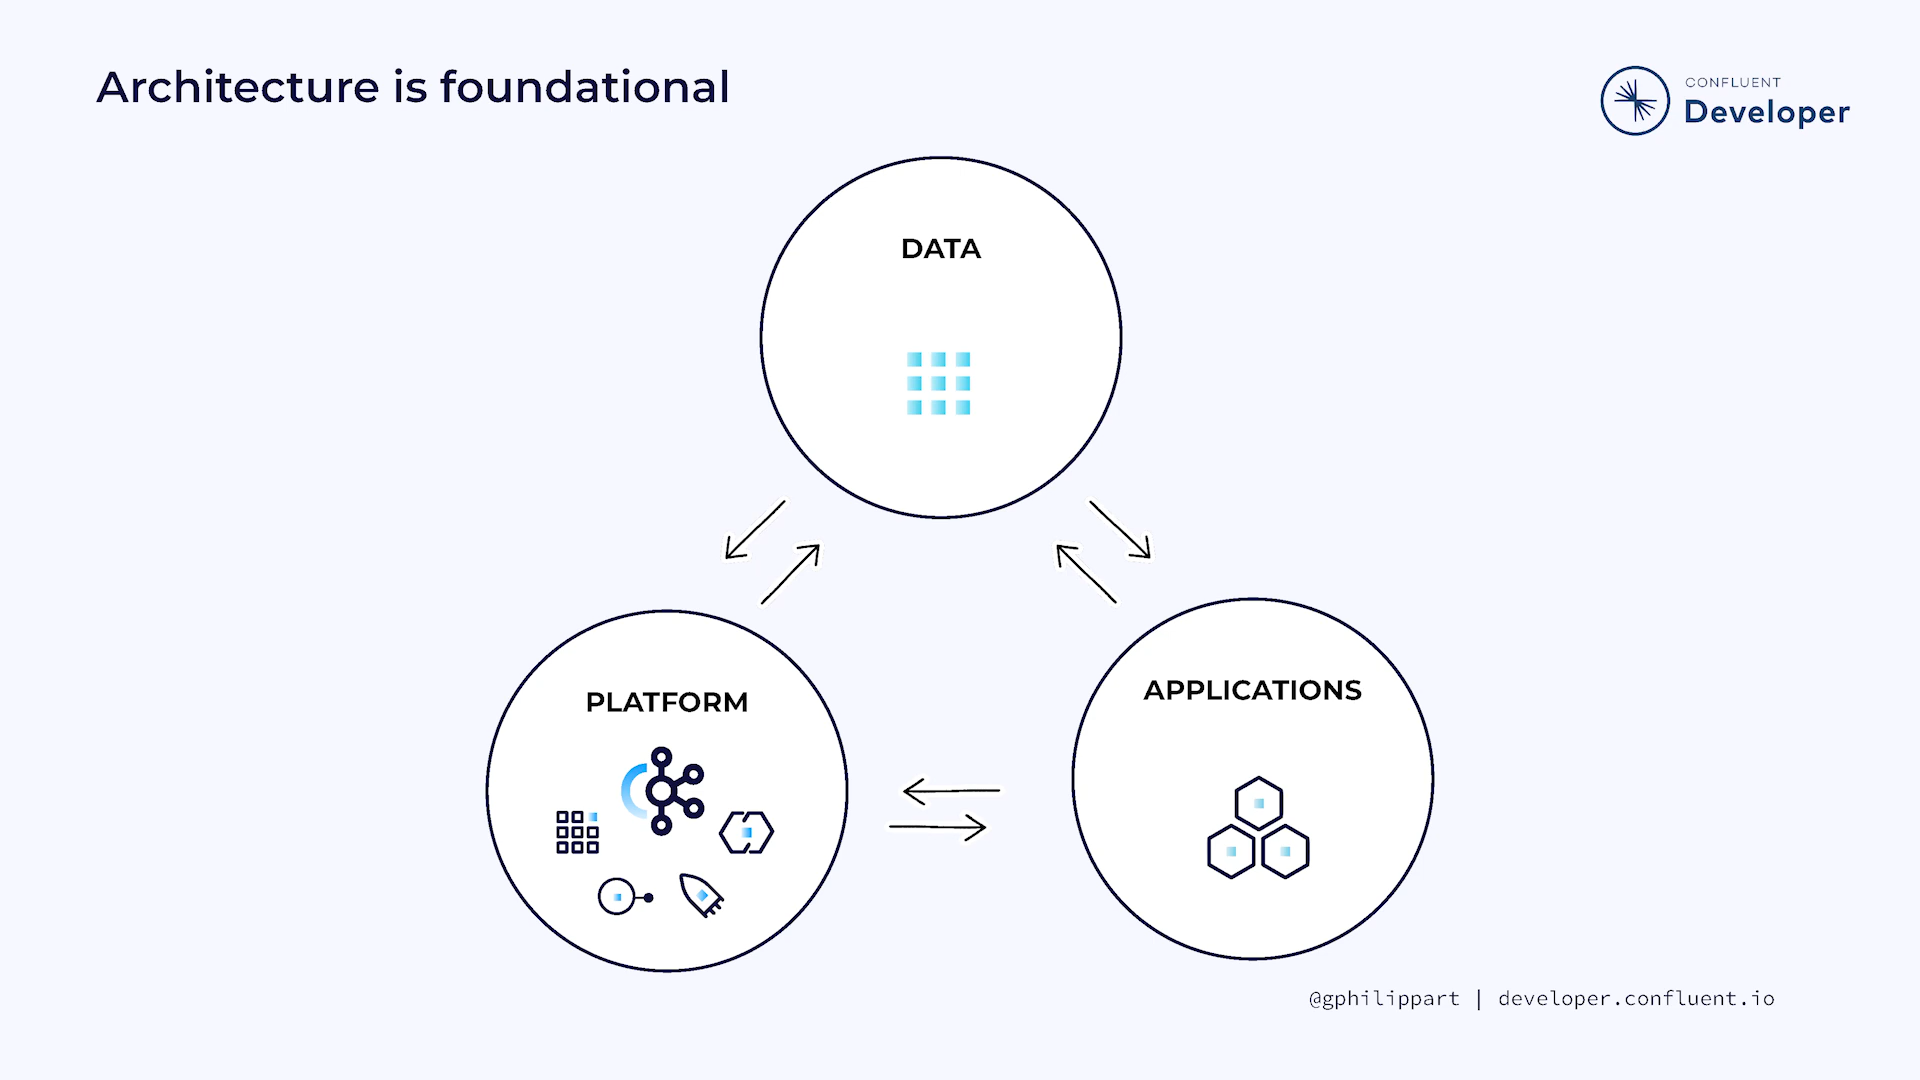 Architecture is foundational
CONFLUENT
Developer
DATA
PLATFORM
APPLICATIONS
@gphilippart | developer.confluent.io